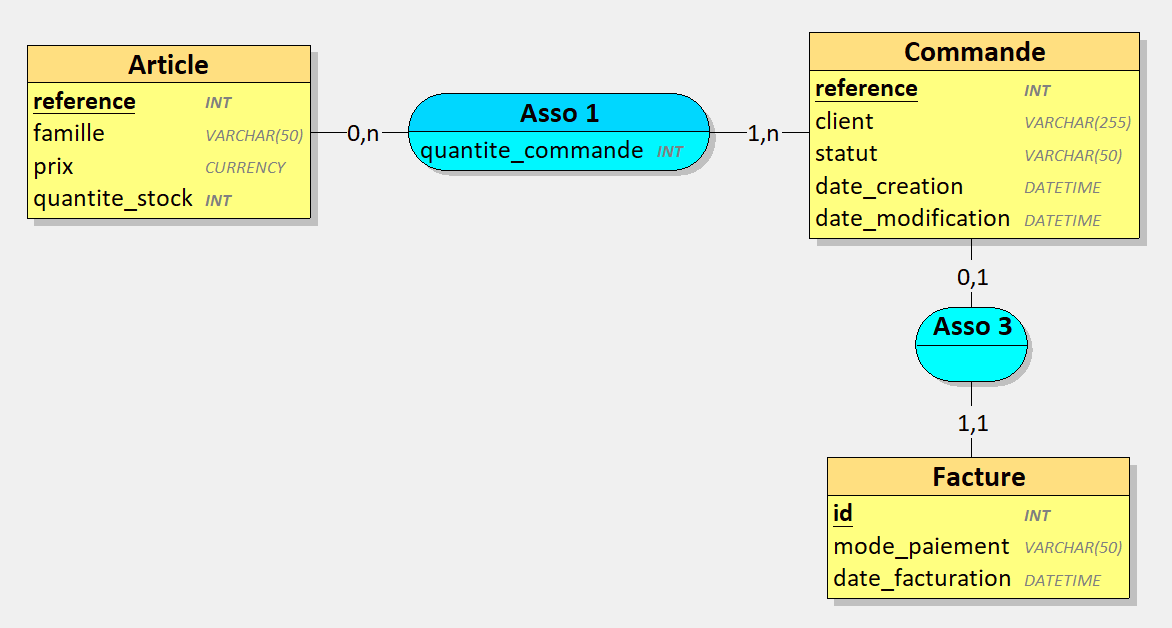 Article
reference INT
famille VARCHAR(50)
prix CURRENCY
quantite_stock INT
0,n
Asso 1
quantite_commande INT
1,n
Commande
reference INT
client VARCHAR(255)
statut VARCHAR(50)
date_creation DATETIME
date_modification DATETIME
0,1
Asso 3
1,1
Facture
id INT
mode_paiement VARCHAR(50)
date_facturation DATETIME